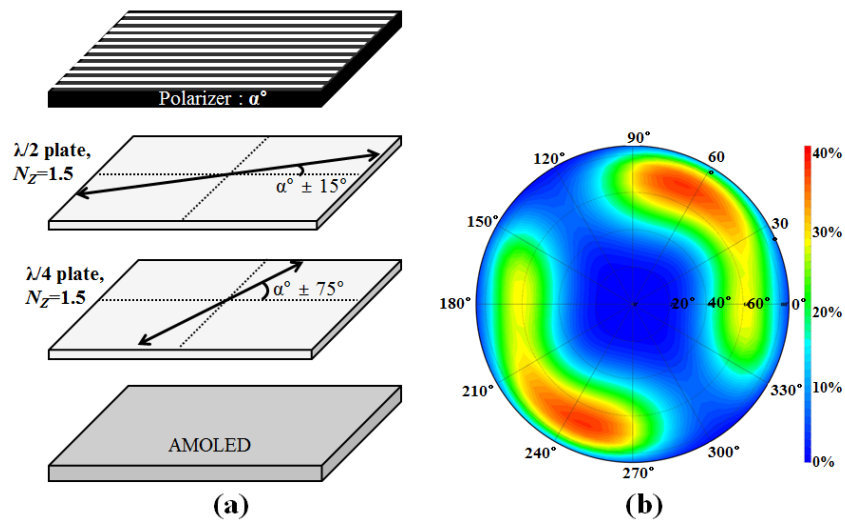 Polarizer : α°
λ/2 plate,
N_Z=1.5
α° ± 15°
λ/4 plate,
N_Z=1.5
α° ± 75°
AMOLED
(a)
90°
120°
60°
150°
30°
180°
20°
40°
60°
0°
210°
330°
240°
300°
270°
40%
30%
20%
10%
0%
(b)